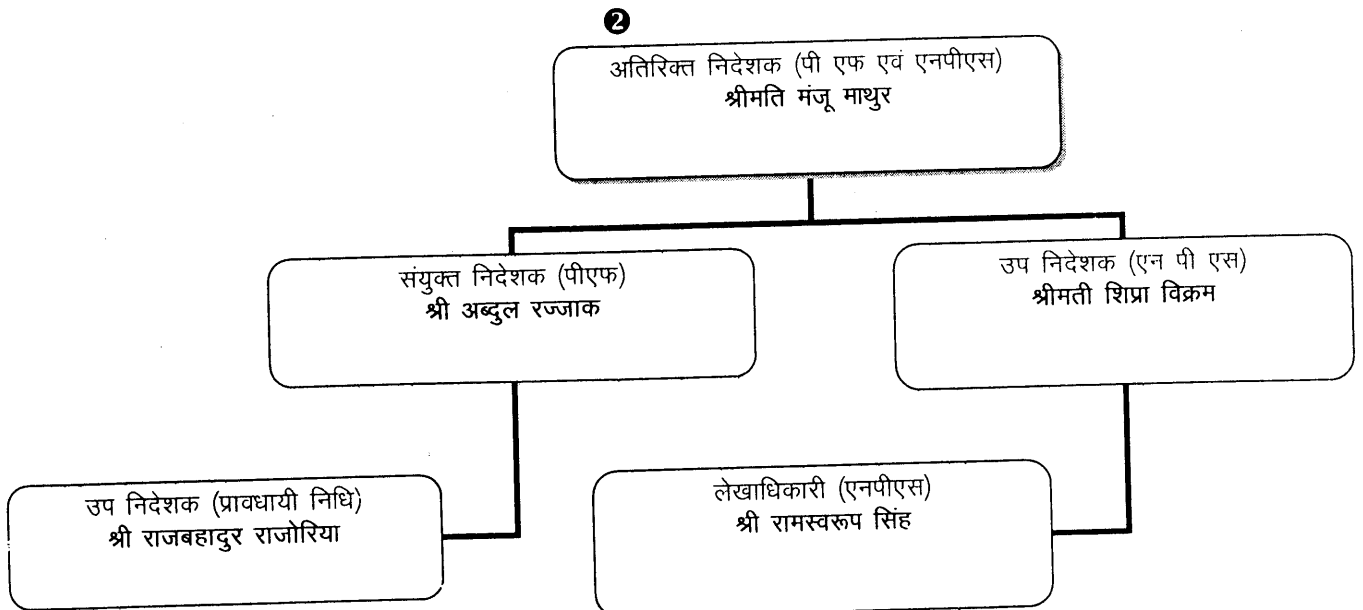 ❷
अतिरिक्त निदेशक (पी एफ एवं एनपीएस)
श्रीमति मंजू माथुर
संयुक्त निदेशक (पीएफ)
श्री अब्दुल रज्जाक
उप निदेशक (एन पी एस)
श्रीमती शिप्रा विक्रम
उप निदेशक (प्रावधायी निधि)
श्री राजबहादुर राजोरिया
लेखाधिकारी (एनपीएस)
श्री रामस्वरूप सिंह